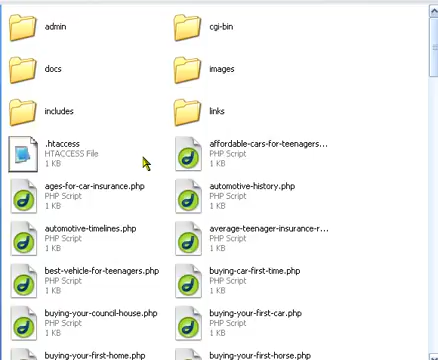 admin
cgi-bin
docs
images
includes
links
.htaccess
HTACCESS File
1 KB
affordable-cars-for-teenagers...
PHP Script
1 KB
ages-for-car-insurance.php
PHP Script
1 KB
automotive-history.php
PHP Script
1 KB
automotive-timelines.php
PHP Script
1 KB
average-teenager-insurance-r...
PHP Script
1 KB
best-vehicle-for-teenagers.php
PHP Script
1 KB
buying-car-first-time.php
PHP Script
1 KB
buying-your-council-house.php
PHP Script
1 KB
buying-your-first-car.php
PHP Script
1 KB
buying-your-first-home.php
buying-your-first-horse.php